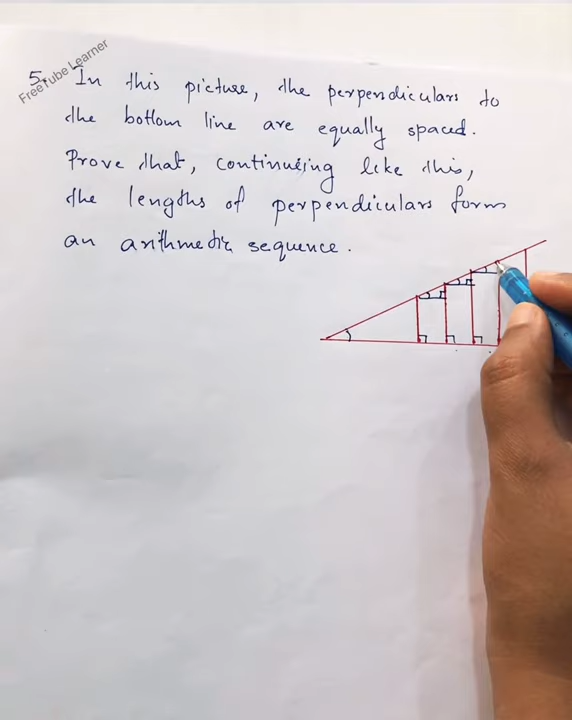 FreeTube Learner
5. In this picture, the perpendiculars to
the bottom line are equally spaced.
Prove that, continuing like this,
the lengths of perpendiculars form
an arithmetic sequence.